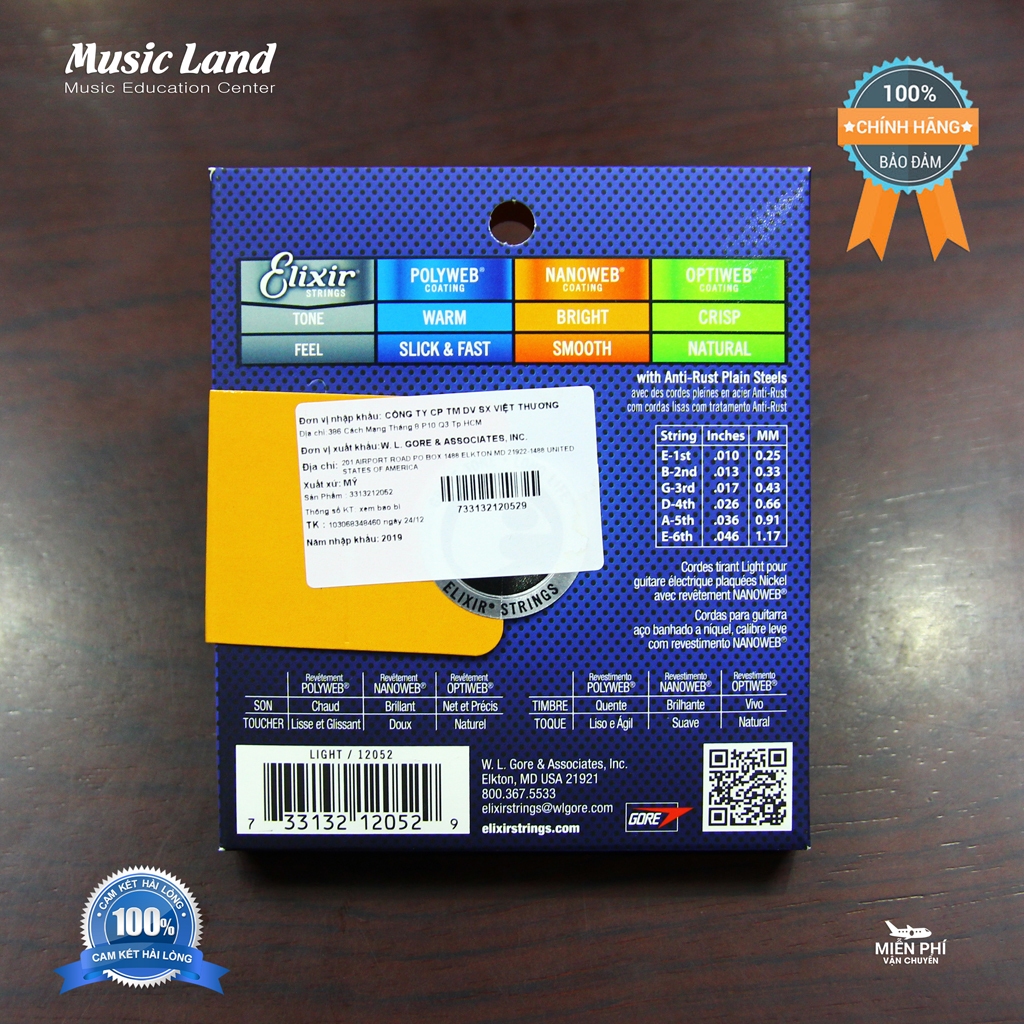 Music Land
Music Education Center
100%
CHÍNH HÃNG
BẢO ĐẢM
Elixir
STRINGS
POLYWEB®
COATING
NANOWEB®
COATING
OPTIWEB®
COATING
TONE WARM BRIGHT CRISP
FEEL SLICK & FAST SMOOTH NATURAL
with Anti-Rust Plain Steels
avec des cordes pleines en acier Anti-Rust
com cordas lisas com tratamento Anti-Rust
Đơn vị nhập khẩu: CÔNG TY CP TM DV SX VIỆT THƯƠNG
Địa chỉ: 386 Cách Mạng Tháng 8 P10 Q3 Tp HCM
Đơn vị xuất khẩu: W. L. GORE & ASSOCIATES, INC.
Địa chỉ: 201 AIRPORT ROAD PO BOX 1488 ELKTON MD 21922-1488 UNITED
STATES OF AMERICA
Xuất xứ: MỸ
Sản Phẩm : 3313212052
Thông số KT: xem bao bì
TK : 103068348460 ngày 24/12
Năm nhập khẩu: 2019
733132120529
ELIXIR® STRINGS
String Inches MM
E-1st .010 0.25
B-2nd .013 0.33
G-3rd .017 0.43
D-4th .026 0.66
A-5th .036 0.91
E-6th .046 1.17
Cordes tirant Light pour
guitare électrique plaquées Nickel
avec revêtement NANOWEB®
Cordas para guitarra
aço banhado a níquel, calibre leve
com revestimento NANOWEB®
Revêtement POLYWEB® Revêtement NANOWEB® Revêtement OPTIWEB®
SON Chaud Brillant Net et Précis
TOUCHER Lisse et Glissant Doux Naturel
Revestimento POLYWEB® Revestimento NANOWEB® Revestimento OPTIWEB®
TIMBRE Quente Brilhante Vivo
TOQUE Liso e Ágil Suave Natural
LIGHT / 12052
7 33132 12052 9
W. L. Gore & Associates, Inc.
Elkton, MD USA 21921
800.367.5533
elixirstrings@wlgore.com
elixirstrings.com
GORE
CAM KẾT HÀI LÒNG
100%
CAM KẾT HÀI LÒNG
MIỄN PHÍ
VẬN CHUYỂN